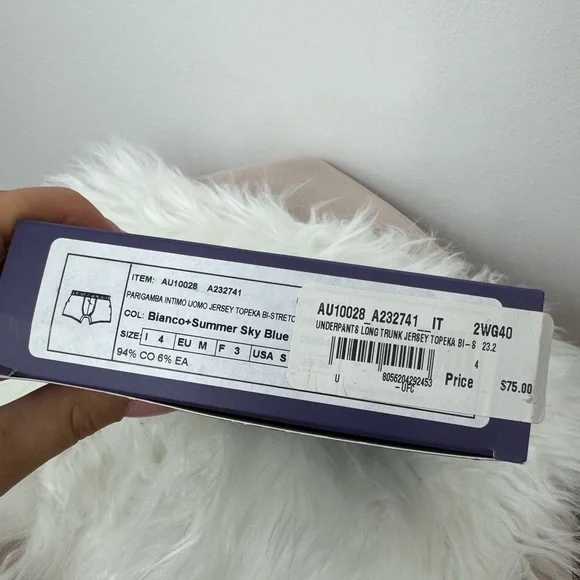 ITEM: AU10028 A232741
PARIGAMBA INTIMO UOMO JERSEY TOPEKA BI-STRETC
COL: Bianco+Summer Sky Blue
SIZE: I 4 EU M F 3 USA S
94% CO 6% EA
AU10028_A232741__IT 2WG40
UNDERPANTS LONG TRUNK JERSEY TOPEKA BI-S 23.2
4
U 8056204292453
-UPC
Price $75.00